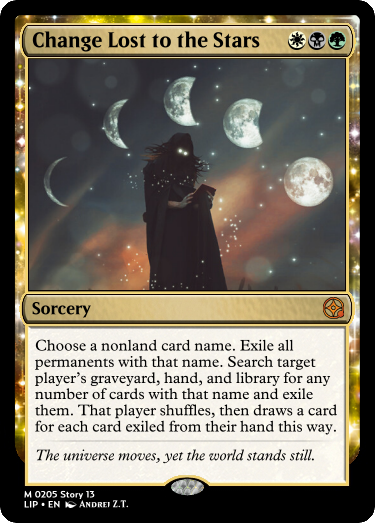 Change Lost to the Stars
Sorcery
Choose a nonland card name. Exile all
permanents with that name. Search target
player's graveyard, hand, and library for any
number of cards with that name and exile
them. That player shuffles, then draws a card
for each card exiled from their hand this way.
The universe moves, yet the world stands still.
M 0205 Story 13
LIP • EN Andrei Z.T.